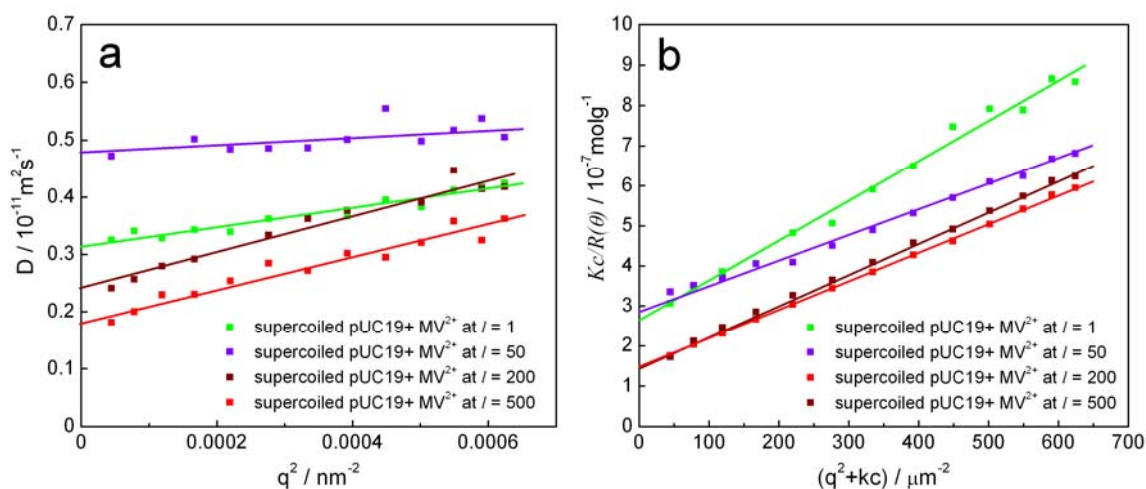 a
D / 10⁻¹¹m²s⁻¹
0.7
0.6
0.5
0.4
0.3
0.2
0.1
0
supercoiled pUC19+ MV²⁺ at l = 1
supercoiled pUC19+ MV²⁺ at l = 50
supercoiled pUC19+ MV²⁺ at l = 200
supercoiled pUC19+ MV²⁺ at l = 500
0 0.0002 0.0004 0.0006
q² / nm⁻²
b
Kc/R(θ) / 10⁻⁷molg⁻¹
10
9
8
7
6
5
4
3
2
1
0
supercoiled pUC19+ MV²⁺ at l = 1
supercoiled pUC19+ MV²⁺ at l = 50
supercoiled pUC19+ MV²⁺ at l = 200
supercoiled pUC19+ MV²⁺ at l = 500
0 100 200 300 400 500 600 700 800
(q²+kc) / μm⁻²